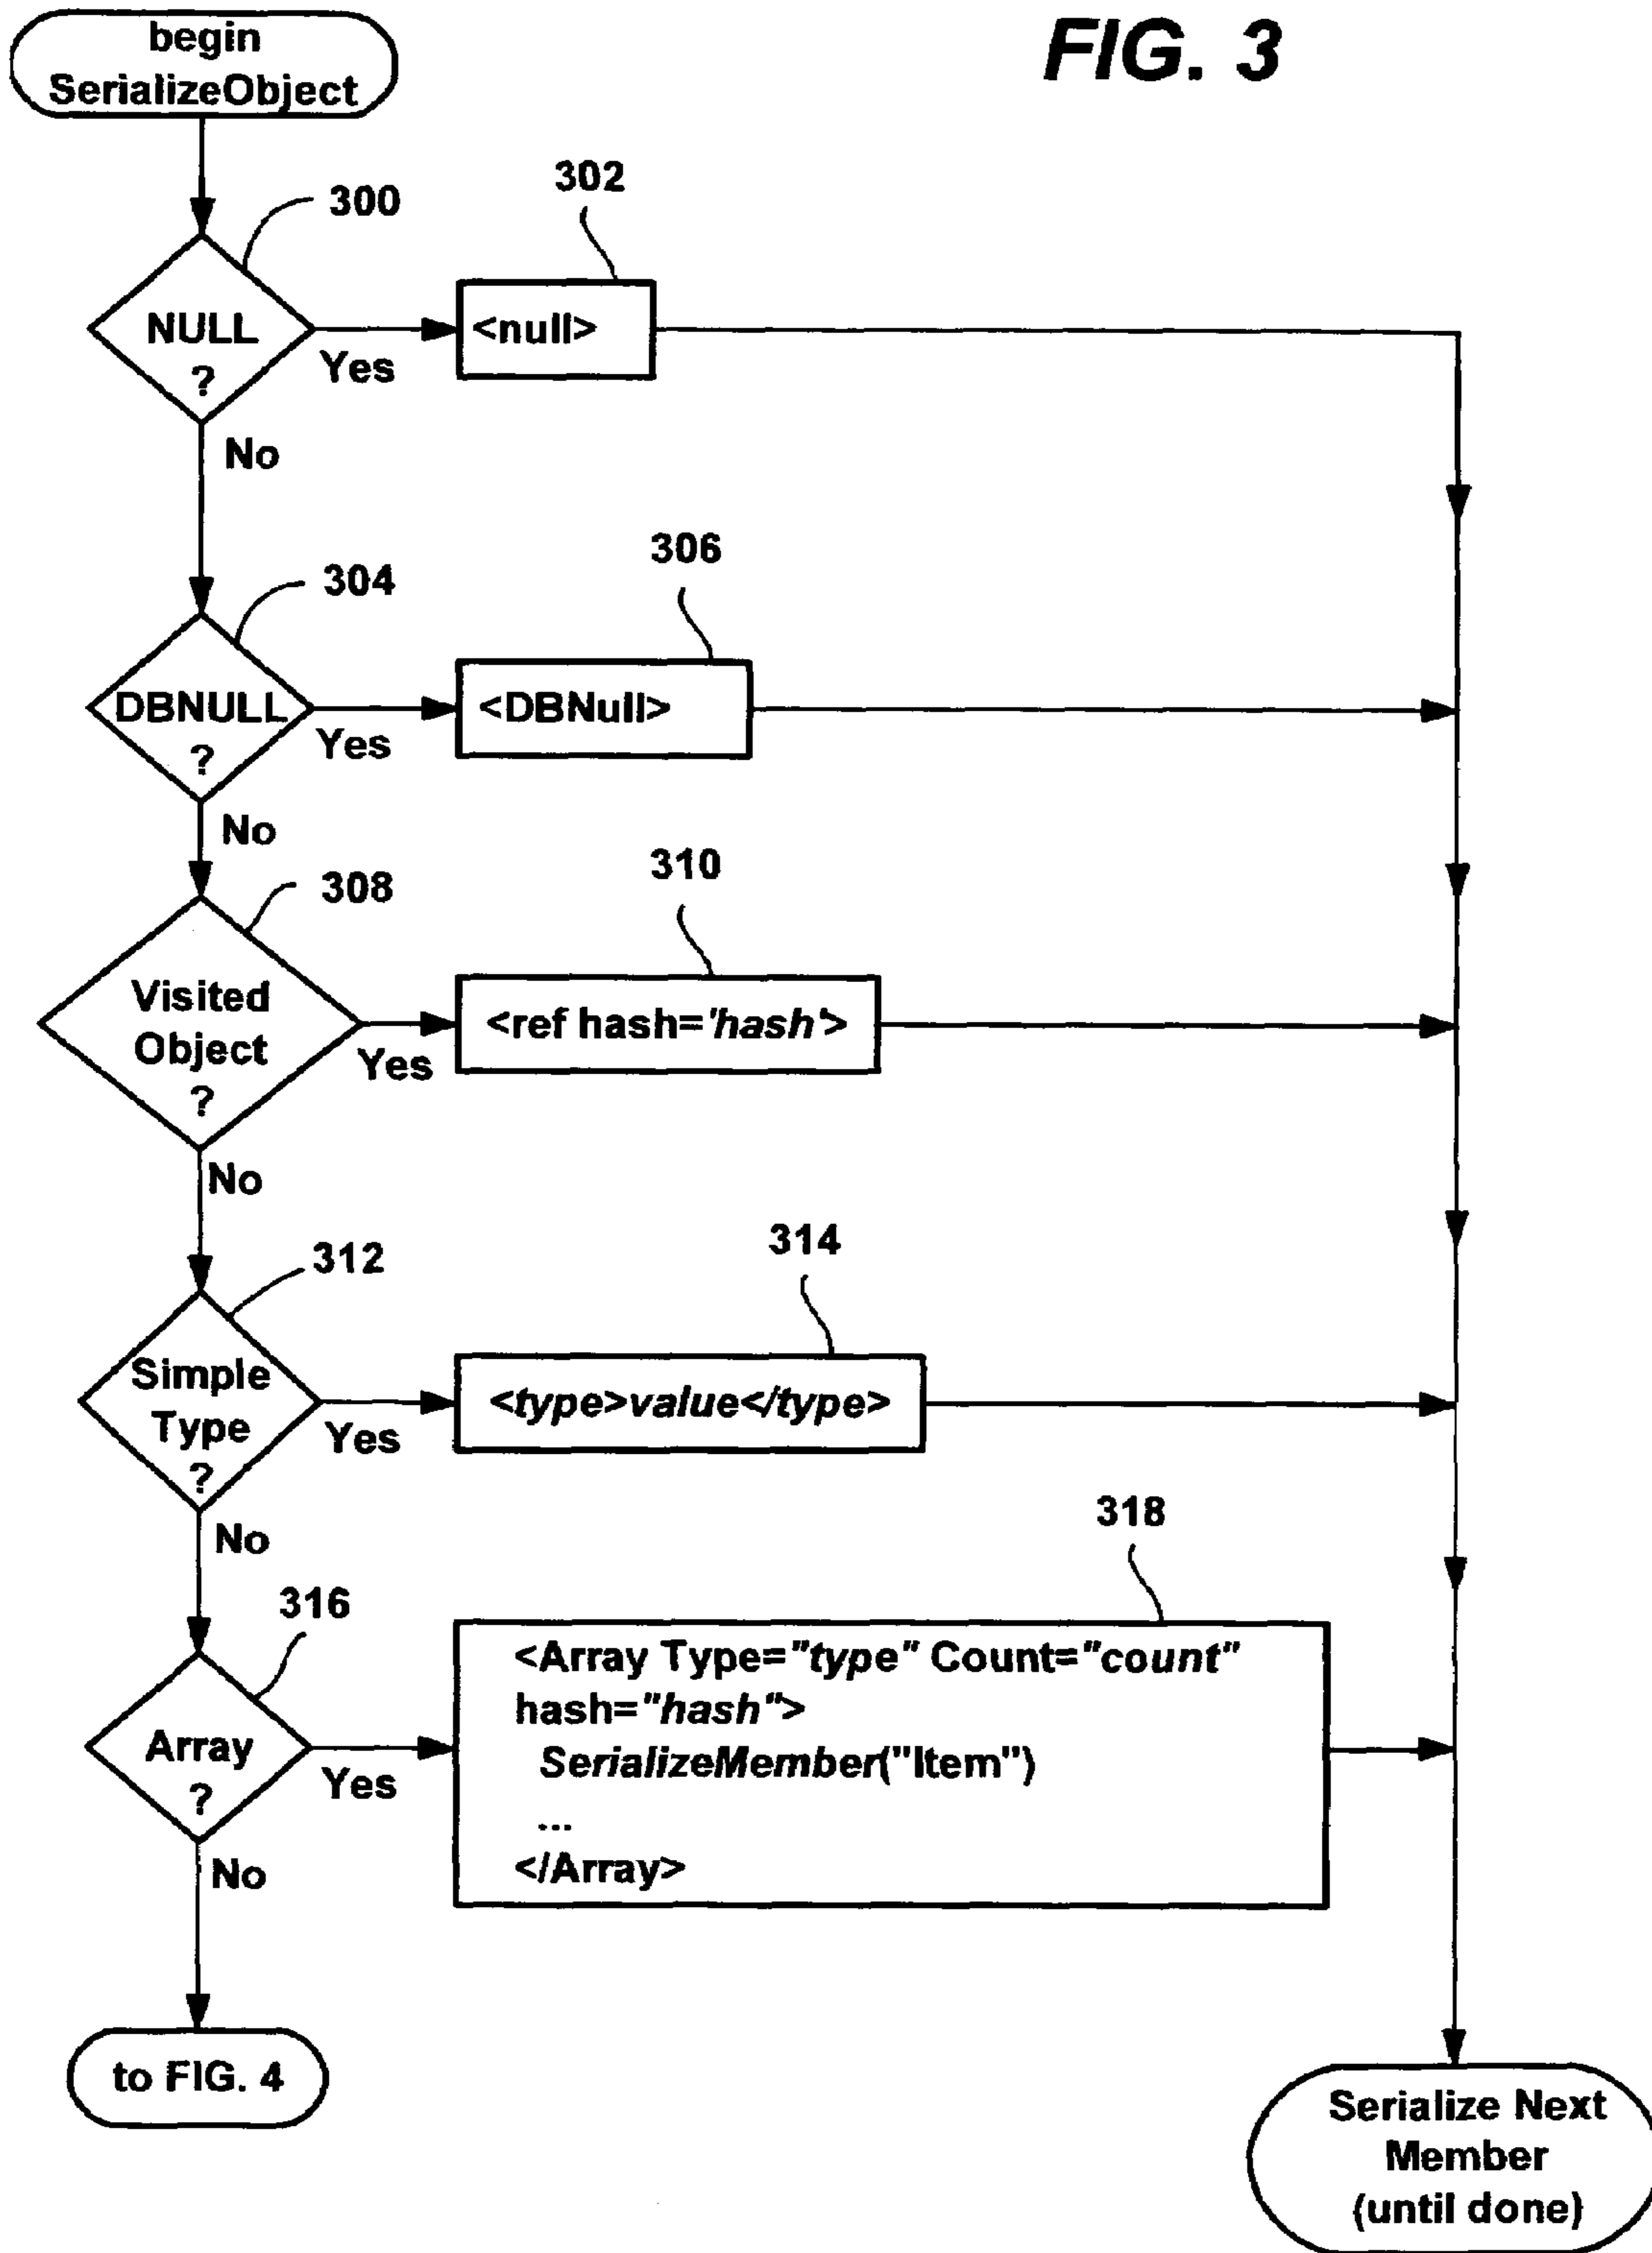 FIG. 3
begin
SerializeObject
300
302
NULL
?
Yes
<null>
No
304
306
DBNULL
?
Yes
<DBNull>
No
308
310
Visited
Object
?
Yes
<ref hash='hash'>
No
312
314
Simple
Type
?
Yes
<type>value</type>
No
316
318
Array
?
Yes
<Array Type="type" Count="count"
hash="hash">
SerializeMember("Item")
...
</Array>
No
to FIG. 4
Serialize Next
Member
(until done)